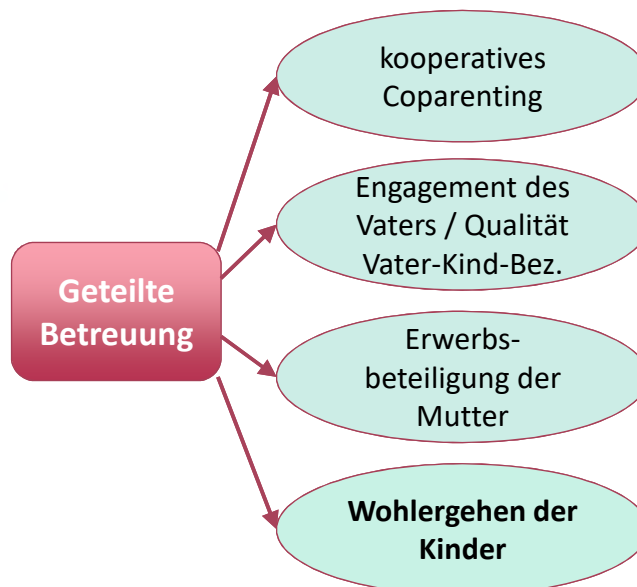 kooperatives
Coparenting
Engagement des
Vaters / Qualität
Vater-Kind-Bez.
Geteilte
Betreuung
Erwerbs-
beteiligung der
Mutter
Wohlergehen der
Kinder